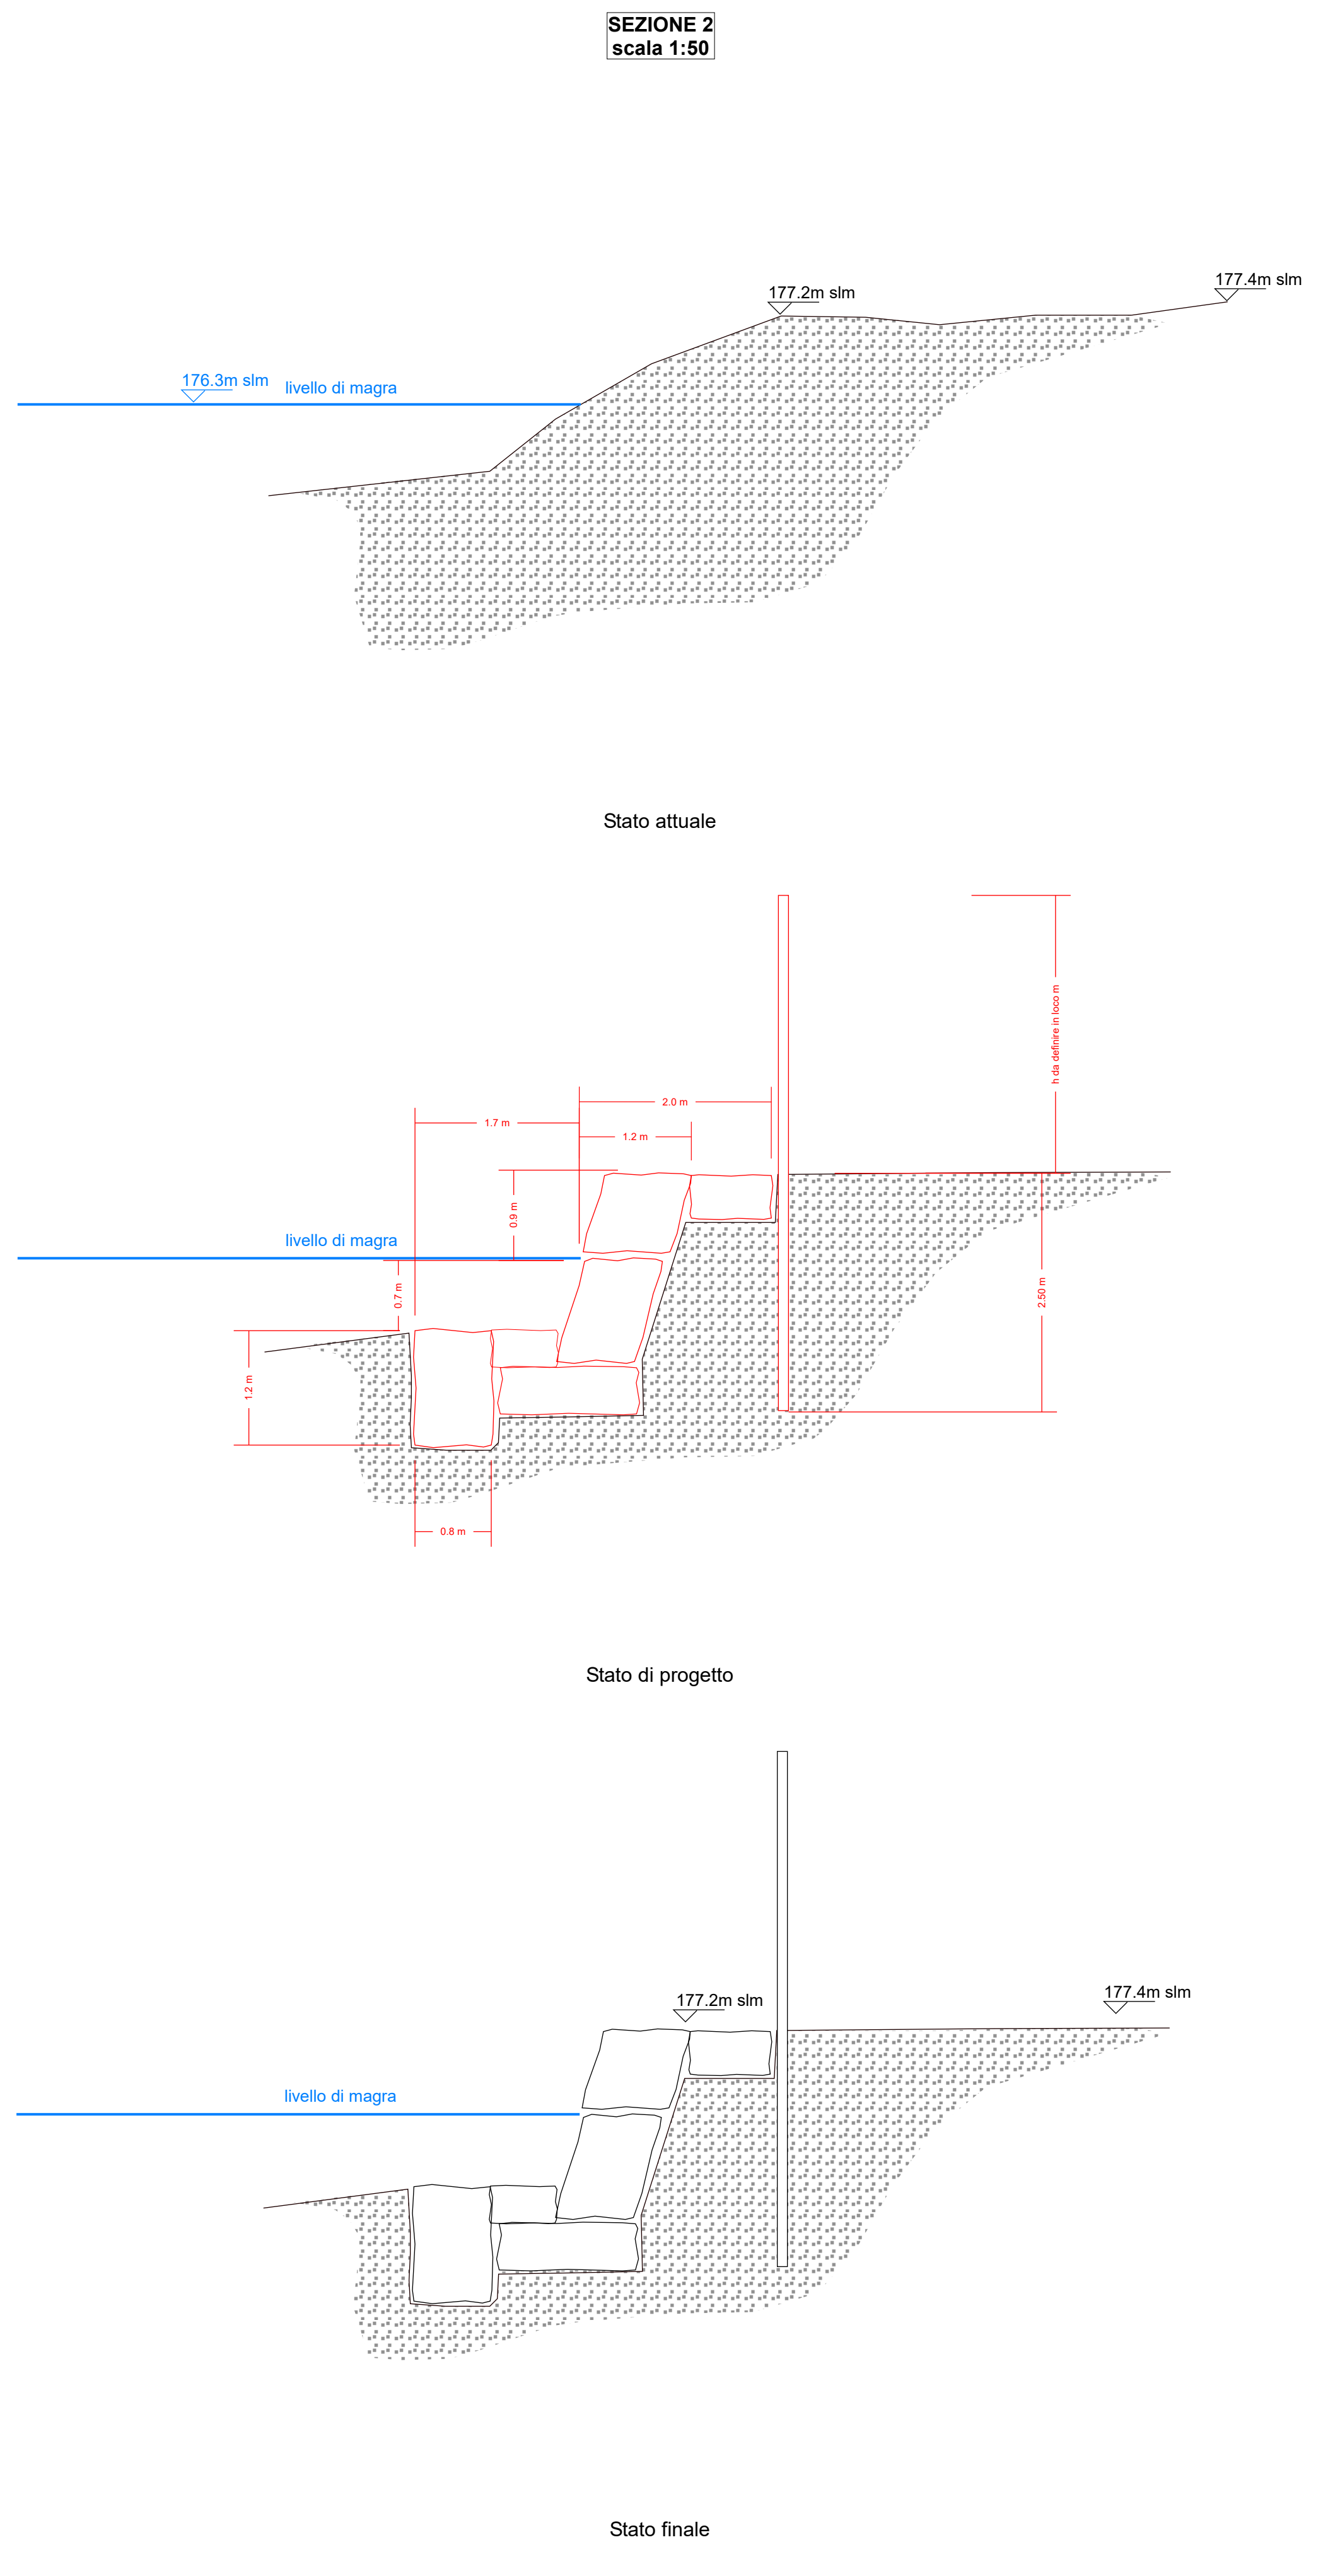 SEZIONE 2
scala 1:50
177.4m slm
177.2m slm
176.3m slm
livello di magra
Stato attuale
h da definire in loco m
2.0 m
1.7 m
1.2 m
0.9 m
livello di magra
0.7 m
2.50 m
1.2 m
0.8 m
Stato di progetto
177.4m slm
177.2m slm
livello di magra
Stato finale